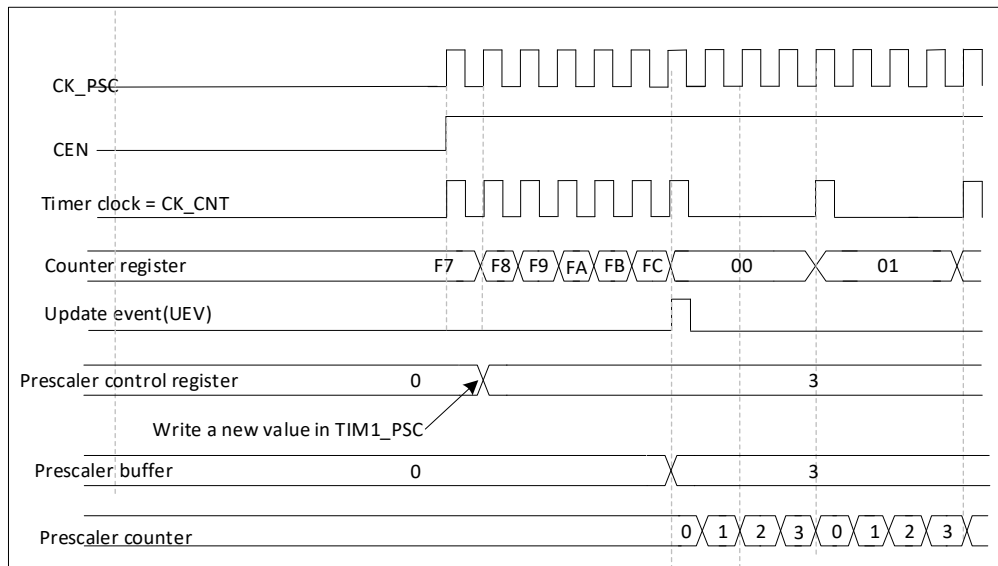 CK_PSC
CEN
Timer clock = CK_CNT
Counter register F7 F8 F9 FA FB FC 00 01
Update event(UEV)
Prescaler control register 0 3
Write a new value in TIM1_PSC
Prescaler buffer 0 3
Prescaler counter 0 1 2 3 0 1 2 3